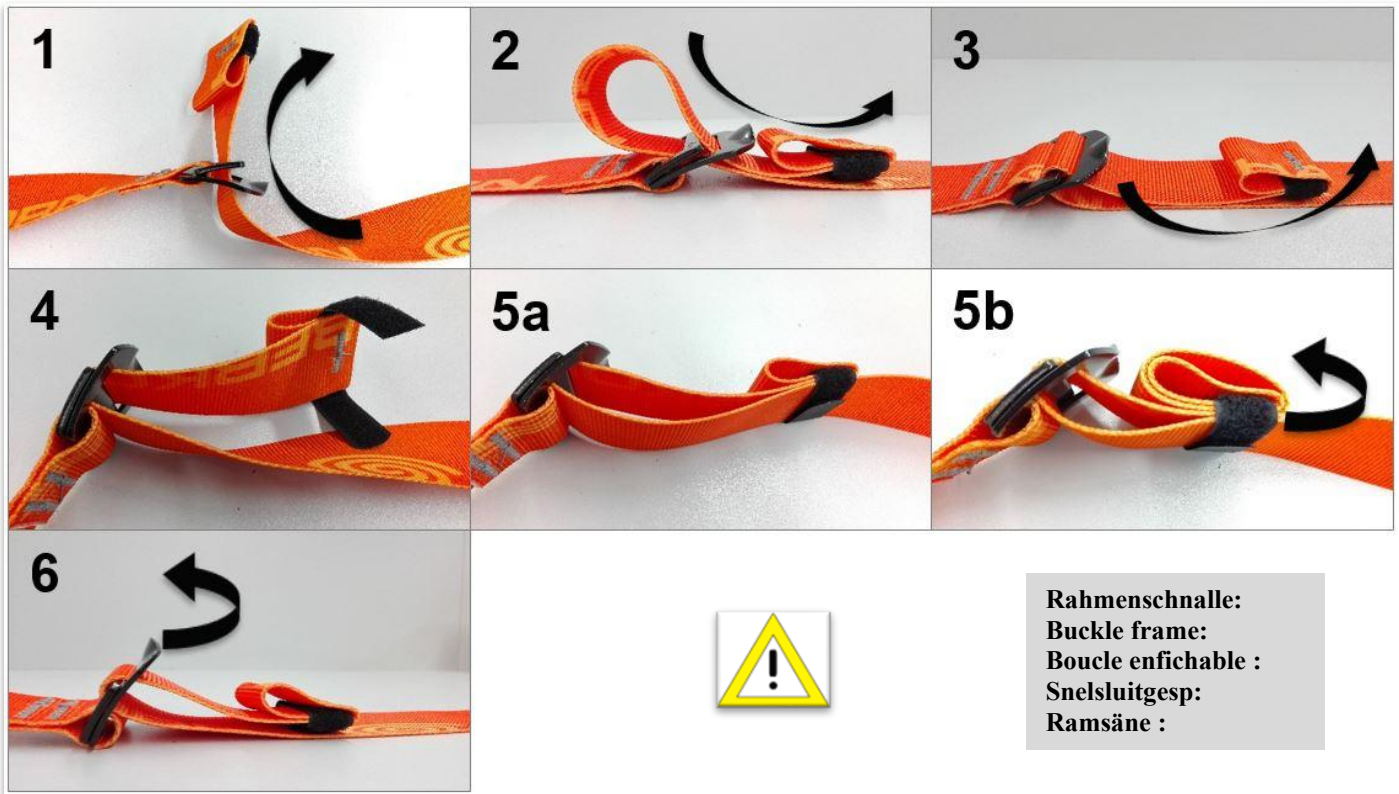 1
2
3
4
5a
5b
6
!
Rahmenschnalle:
Buckle frame:
Boucle enfichable :
Snelsluitgesp:
Ramsäne :